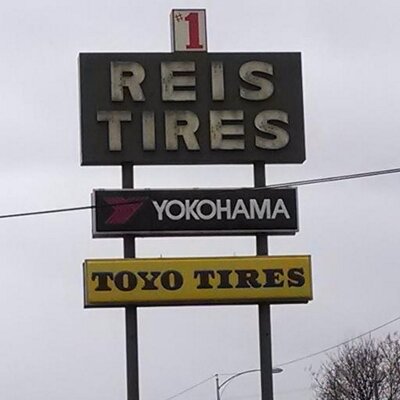 #1
REIS
TIRES
YOKOHAMA
TOYO TIRES